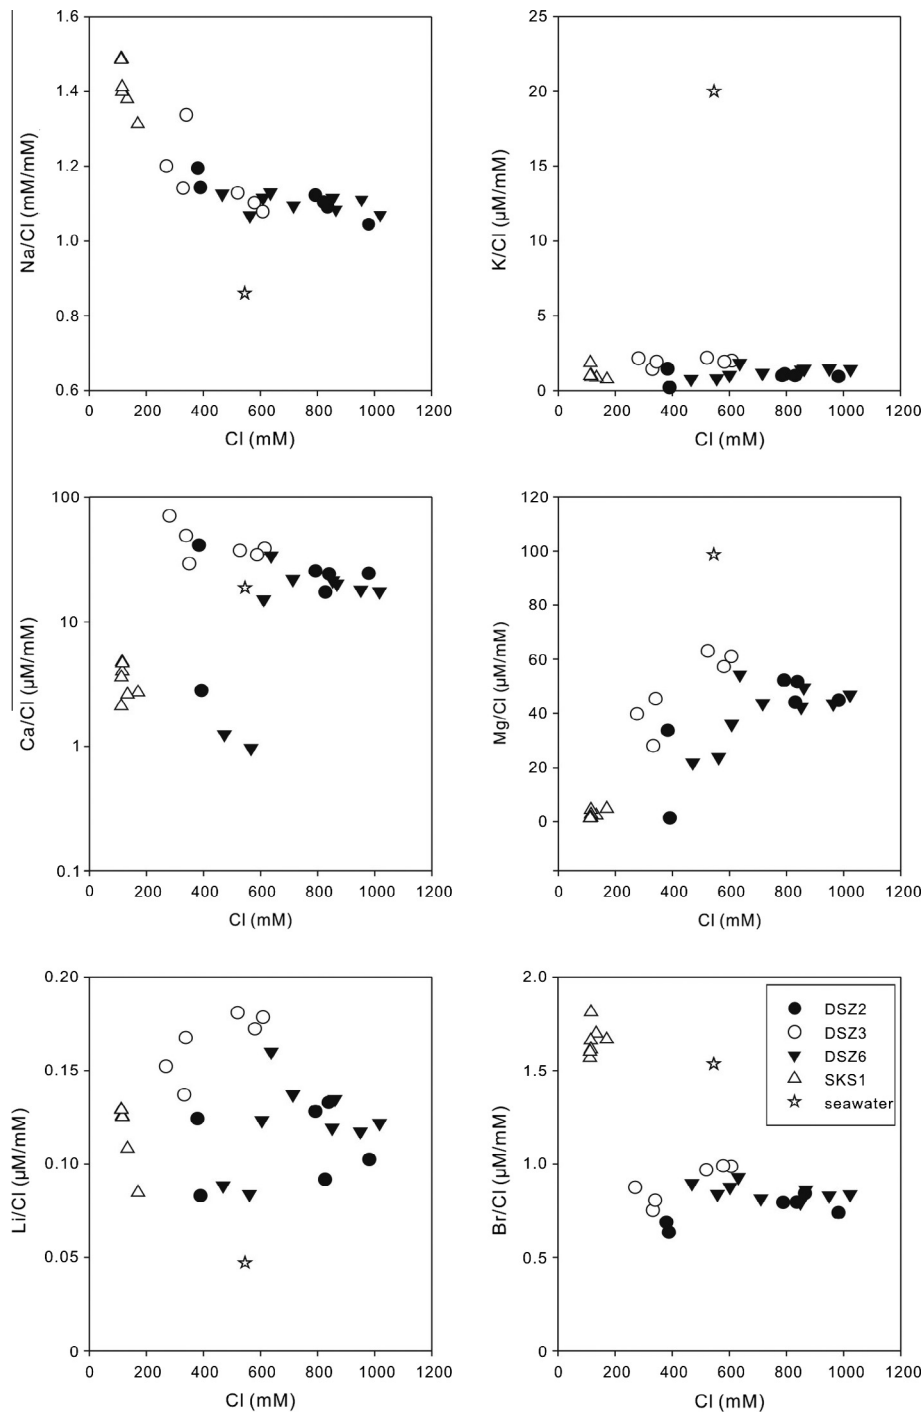 1.6
1.4
1.2
1.0
0.8
0.6
Na/Cl (mM/mM)
0 200 400 600 800 1000 1200
Cl (mM)
25
20
15
10
5
0
K/Cl (μM/mM)
0 200 400 600 800 1000 1200
Cl (mM)
100
10
1
0.1
Ca/Cl (μM/mM)
0 200 400 600 800 1000 1200
Cl (mM)
120
100
80
60
40
20
0
Mg/Cl (μM/mM)
0 200 400 600 800 1000 1200
Cl (mM)
0.20
0.15
0.10
0.05
0
Li/Cl (μM/mM)
0 200 400 600 800 1000 1200
Cl (mM)
2.0
1.5
1.0
0.5
0
Br/Cl (μM/mM)
DSZ2
DSZ3
DSZ6
SKS1
seawater
0 200 400 600 800 1000 1200
Cl (mM)